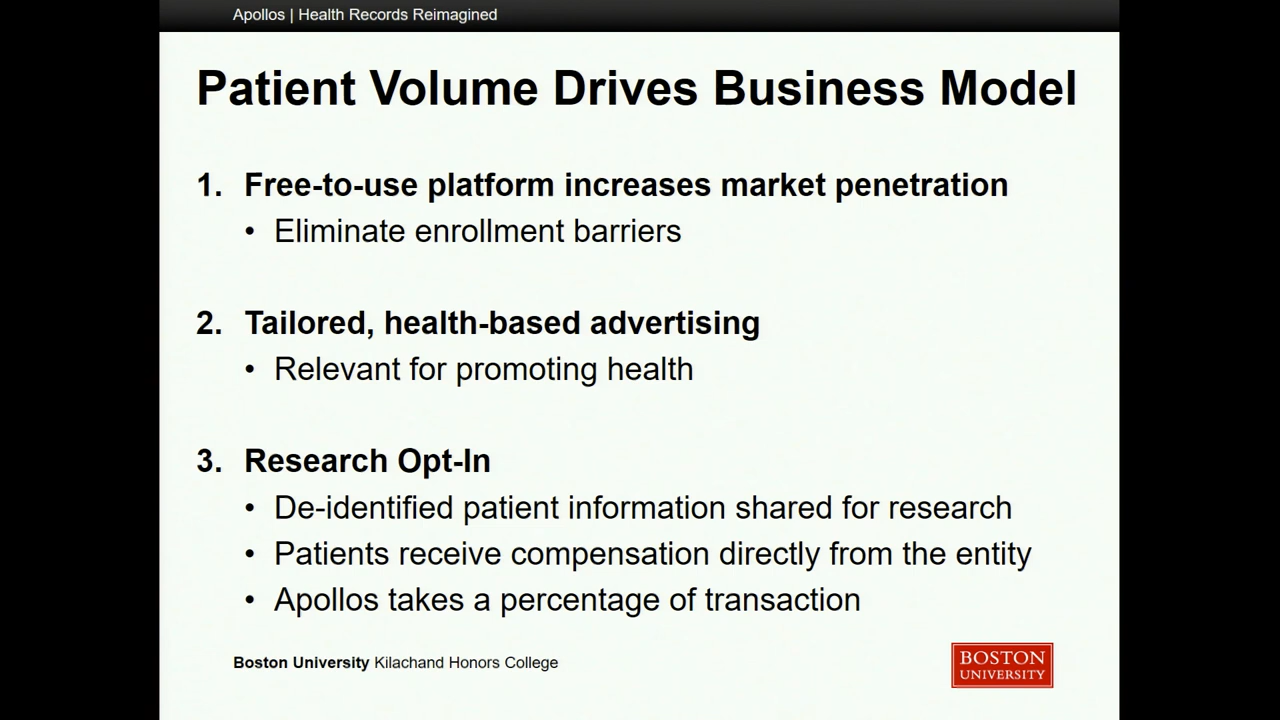 Apollos | Health Records Reimagined
Patient Volume Drives Business Model
1. Free-to-use platform increases market penetration
• Eliminate enrollment barriers
2. Tailored, health-based advertising
• Relevant for promoting health
3. Research Opt-In
• De-identified patient information shared for research
• Patients receive compensation directly from the entity
• Apollos takes a percentage of transaction
Boston University Kilachand Honors College
BOSTON
UNIVERSITY